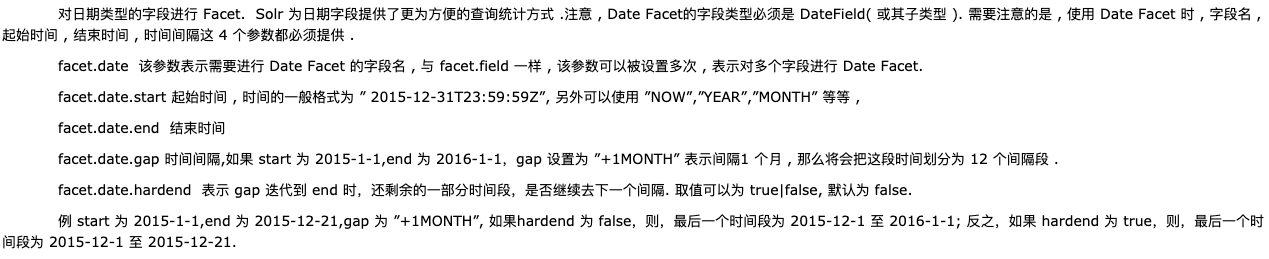 对日期类型的字段进行 Facet.  Solr 为日期字段提供了更为方便的查询统计方式 .注意 , Date Facet的字段类型必须是 DateField( 或其子类型 ). 需要注意的是 , 使用 Date Facet 时 , 字段名 ,
起始时间 , 结束时间 , 时间间隔这 4 个参数都必须提供 .
facet.date  该参数表示需要进行 Date Facet 的字段名 , 与 facet.field 一样 , 该参数可以被设置多次 , 表示对多个字段进行 Date Facet.
facet.date.start 起始时间 , 时间的一般格式为 ” 2015-12-31T23:59:59Z”, 另外可以使用 ”NOW”,”YEAR”,”MONTH” 等等 ,
facet.date.end  结束时间
facet.date.gap 时间间隔,如果 start 为 2015-1-1,end 为 2016-1-1，gap 设置为 ”+1MONTH” 表示间隔1 个月 , 那么将会把这段时间划分为 12 个间隔段 .
facet.date.hardend  表示 gap 迭代到 end 时，还剩余的一部分时间段，是否继续去下一个间隔. 取值可以为 true|false, 默认为 false.
例 start 为 2015-1-1,end 为 2015-12-21,gap 为 ”+1MONTH”, 如果hardend 为 false，则，最后一个时间段为 2015-12-1 至 2016-1-1; 反之，如果 hardend 为 true，则，最后一个时
间段为 2015-12-1 至 2015-12-21.